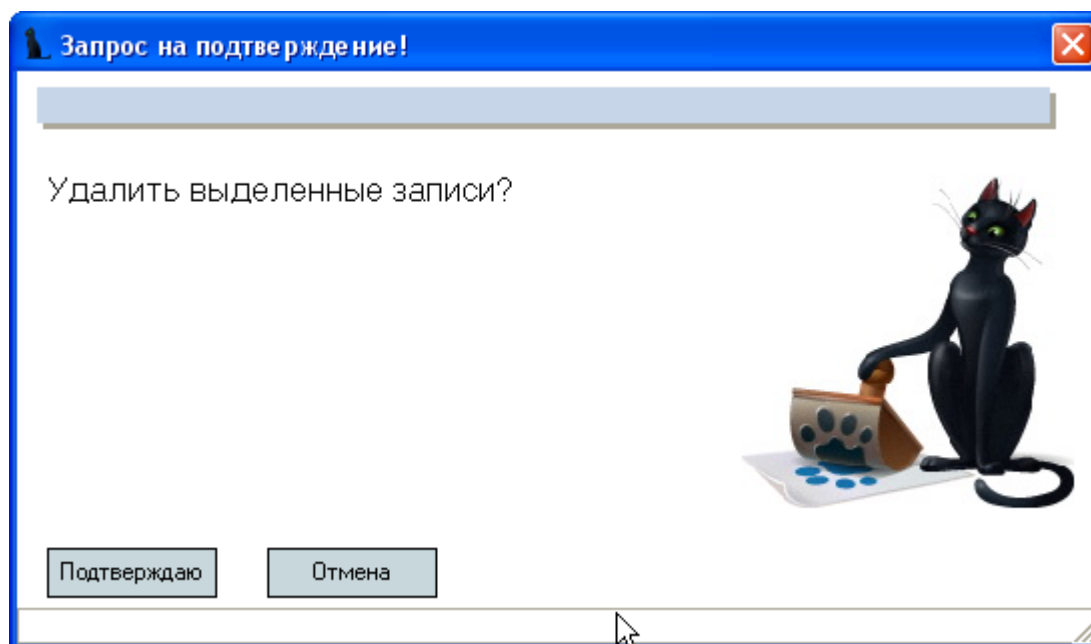 Запрос на подтверждение!
Удалить выделенные записи?
Подтверждаю
Отмена